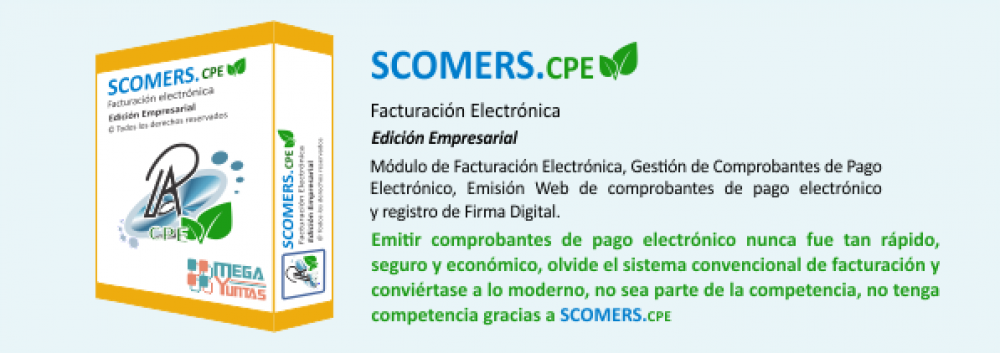 SCOMERS.CPE
Facturación electrónica
Edición Empresarial
© Todos los derechos reservados
CPE
MEGA
YUNTAS
SCOMERS.CPE
Facturación Electrónica
Edición Empresarial
© Todos los derechos reservados
SCOMERS.CPE
Facturación Electrónica
Edición Empresarial
Módulo de Facturación Electrónica, Gestión de Comprobantes de Pago
Electrónico, Emisión Web de comprobantes de pago electrónico
y registro de Firma Digital.
Emitir comprobantes de pago electrónico nunca fue tan rápido,
seguro y económico, olvide el sistema convencional de facturación y
conviértase a lo moderno, no sea parte de la competencia, no tenga
competencia gracias a SCOMERS.CPE